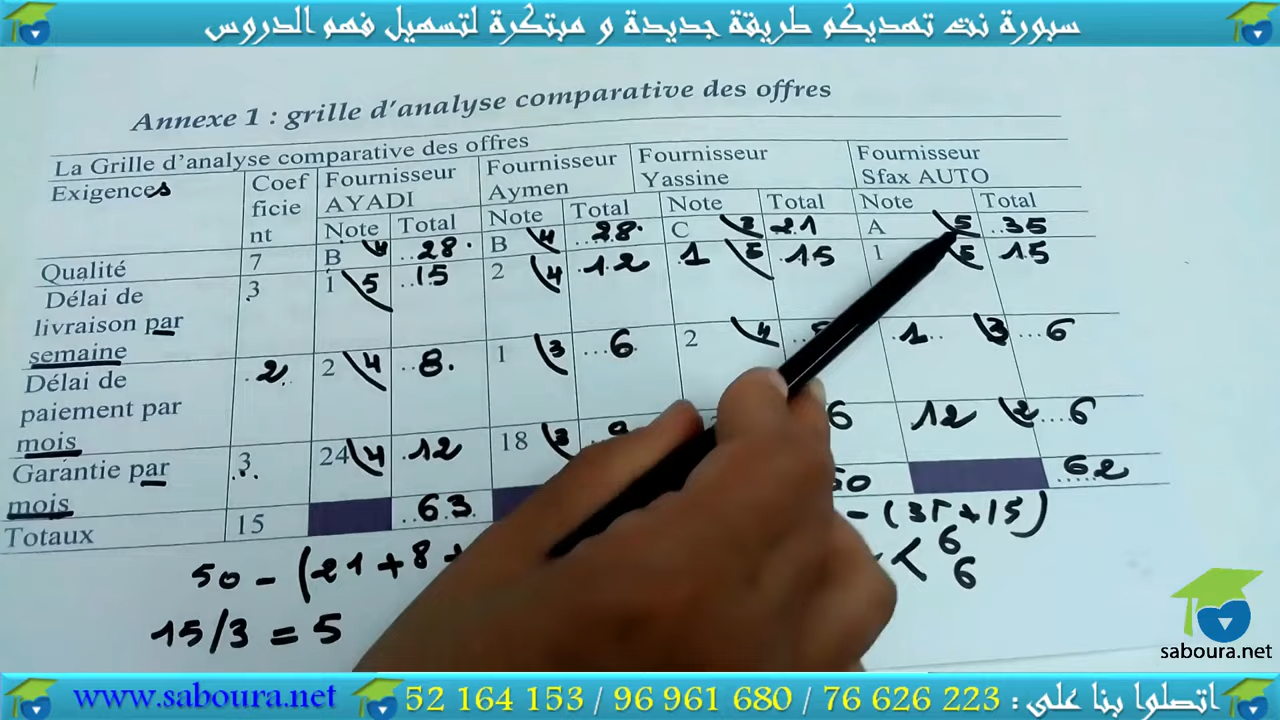 سبورة نت تهديكم طريقة جديدة و مبتكرة لتسهيل فهم الدروس
Annexe 1 : grille d'analyse comparative des offres
La Grille d'analyse comparative des offres
Exigences Coefficient Fournisseur AYADI Fournisseur Aymen Fournisseur Yassine Fournisseur Sfax AUTO
Note Total Note Total Note Total Note Total
Qualité 7 B 4 28 B 4 28 C 3 21 A 5 35
Délai de livraison par semaine 3 1 5 15 2 4 12 1 5 15 1 5 15
Délai de paiement par mois 2 2 4 8 1 3 6 2 4 1 3 6
Garantie par mois 3 24 4 12 18 3 6 12 2 6
Totaux 15 63 50 62
50 - (21 + 8 +
- (35 + 15)
6
6
15/3 = 5
saboura.net
www.saboura.net
52 164 153 / 96 961 680 / 76 626 223 : اتصلوا بنا على